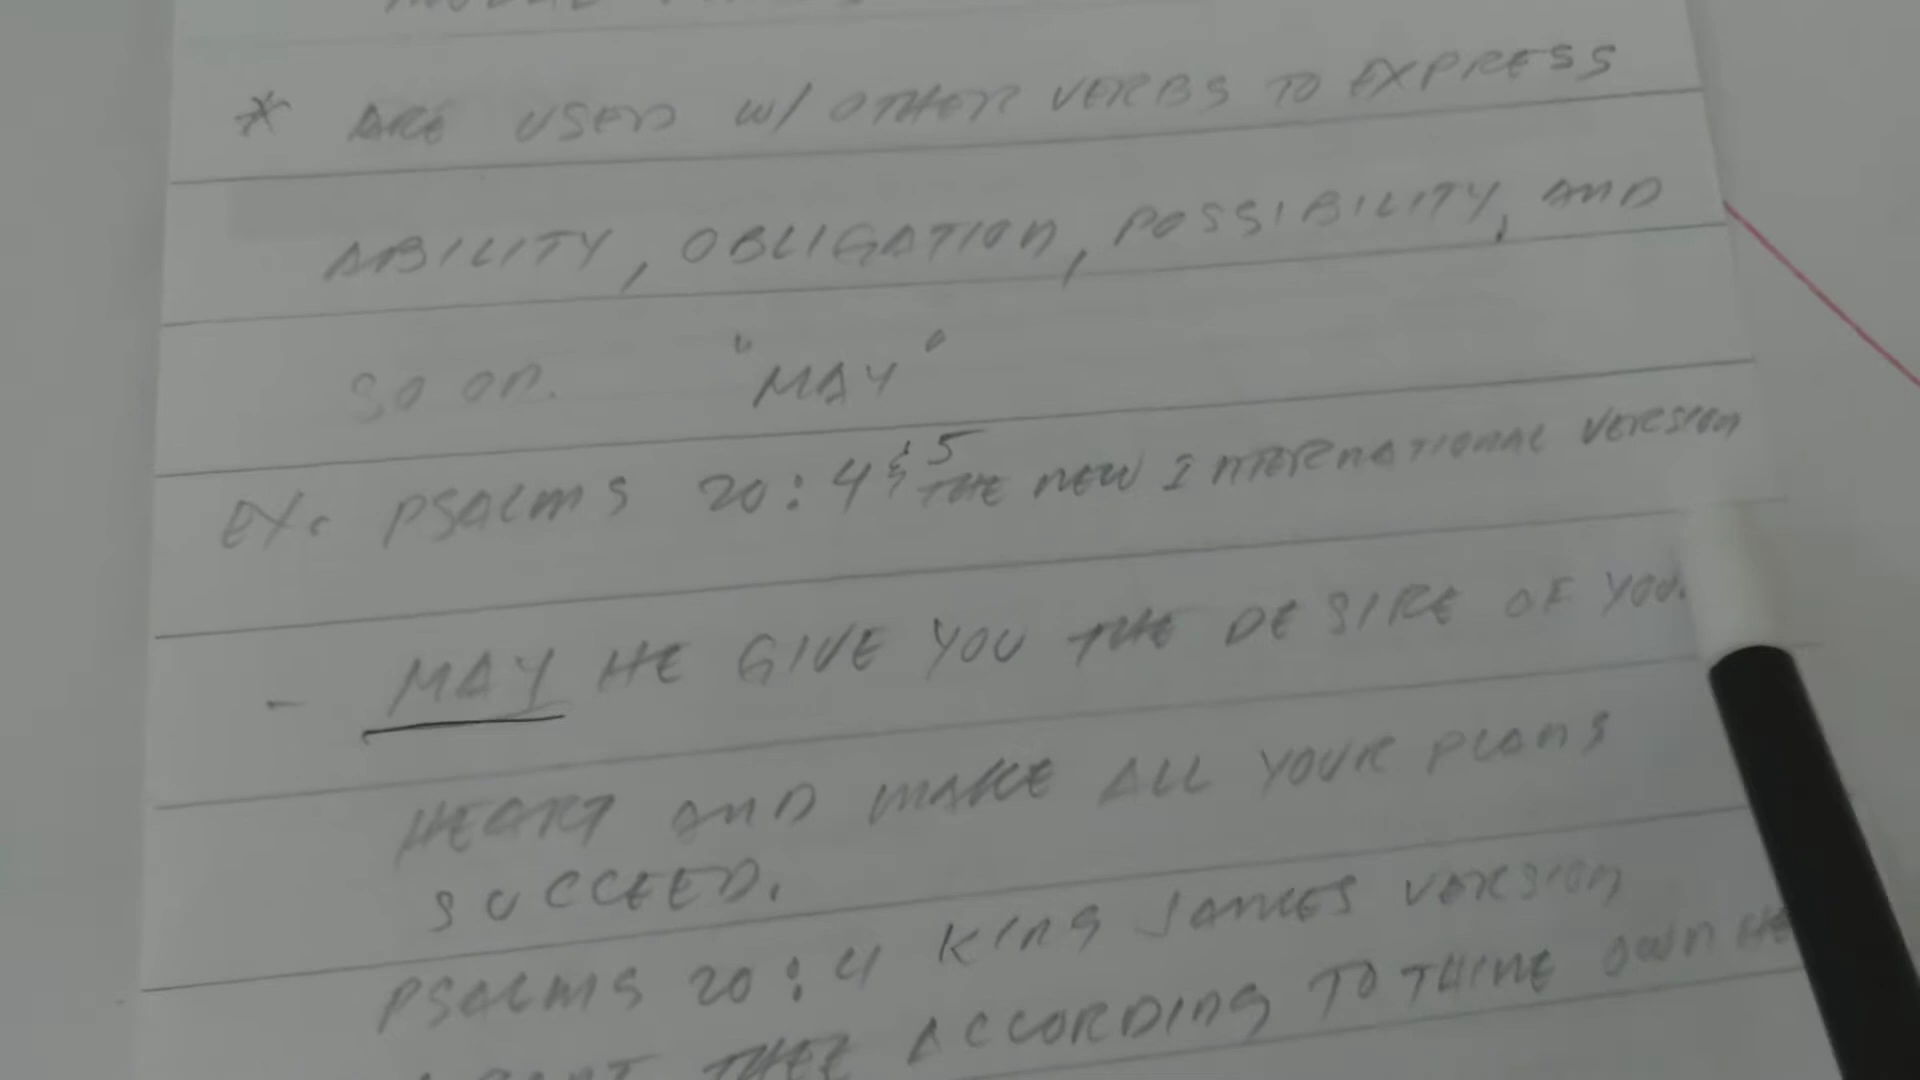 * ARE USED W/ OTHER VERBS TO EXPRESS
ABILITY, OBLIGATION, POSSIBILITY, AND
SO ON. "MAY"
EX. PSALMS 20:4 & 5 THE NEW INTERNATIONAL VERSION
- MAY HE GIVE YOU THE DESIRE OF YOU
HEART AND MAKE ALL YOUR PLANS
SUCCEED.
PSALMS 20:4 KING JAMES VERSION
THEE ACCORDING TO THINE OWN HE